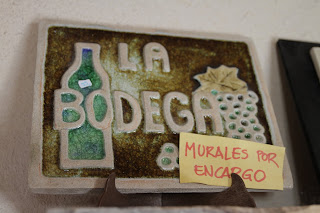 LA
BODEGA
MURALES POR
ENCARGO